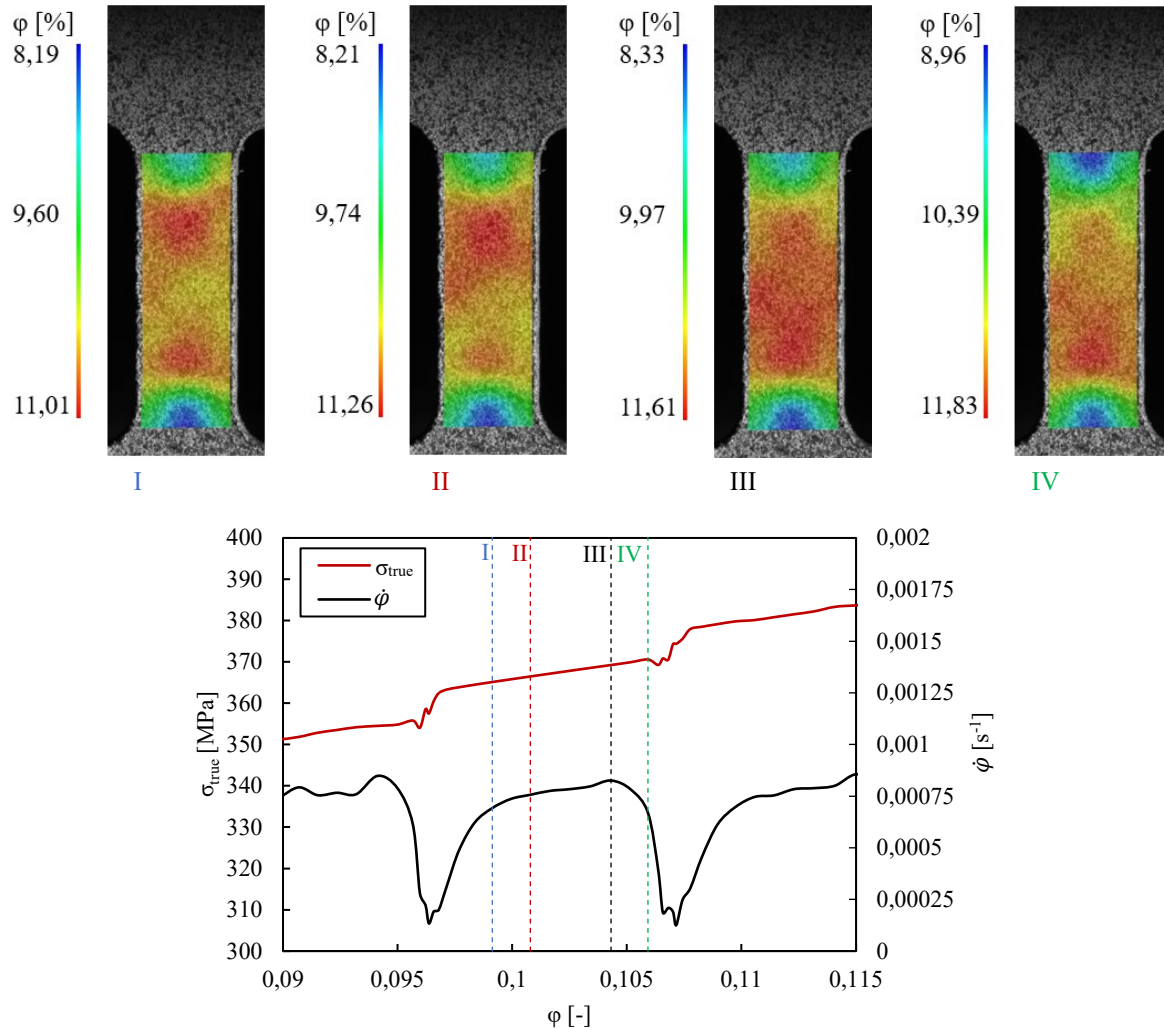 φ [%] φ [%] φ [%] φ [%]
8,19 8,21 8,33 8,96
9,60 9,74 9,97 10,39
11,01 11,26 11,61 11,83
I II III IV
400 0,002
I II III IV
σtrue
φ̇
390 0,00175
380 0,0015
370 0,00125
360
350 0,001
340
330 0,00075
320 0,0005
310 0,00025
300 0
σtrue [MPa]
φ̇ [s-1]
0,09 0,095 0,1 0,105 0,11 0,115
φ [-]